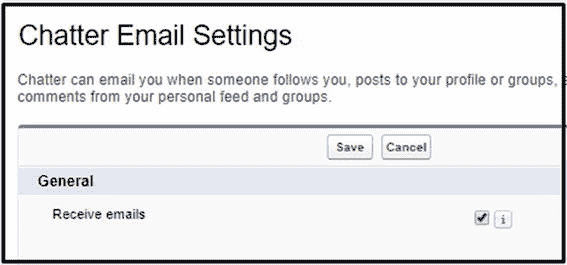 Chatter Email Settings
Chatter can email you when someone follows you, posts to your profile or groups,
comments from your personal feed and groups.
Save Cancel
General
Receive emails i